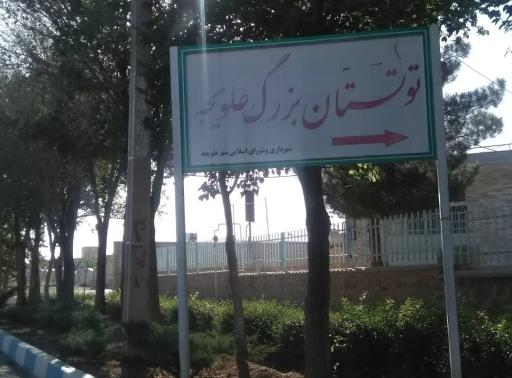 توتستان بزرگ علویجه
شهرداری وشورای اسلامی شهر علویجه